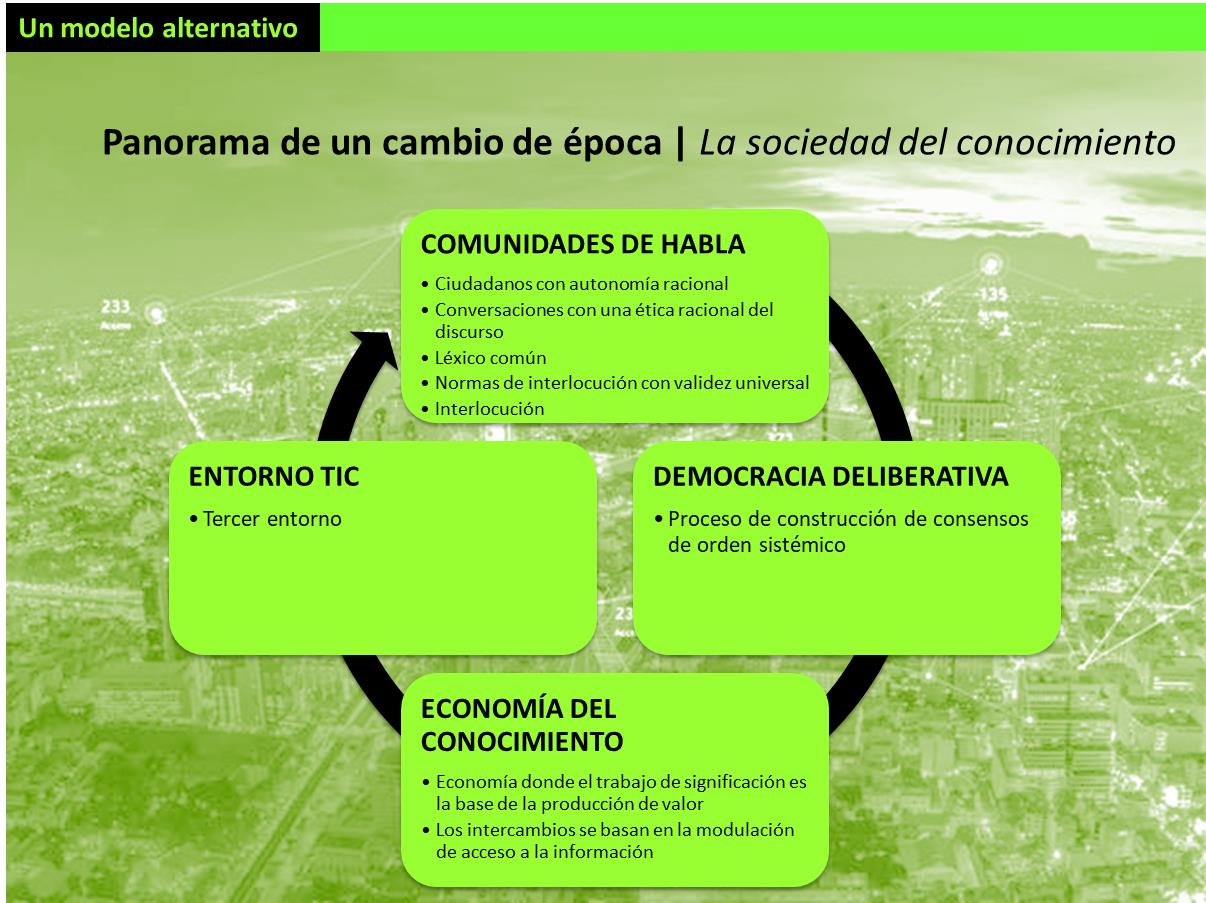 Un modelo alternativo
Panorama de un cambio de época | La sociedad del conocimiento
COMUNIDADES DE HABLA
• Ciudadanos con autonomía racional
• Conversaciones con una ética racional del
discurso
• Léxico común
• Normas de interlocución con validez universal
• Interlocución
233
135
ENTORNO TIC
• Tercer entorno
DEMOCRACIA DELIBERATIVA
• Proceso de construcción de consensos
de orden sistémico
ECONOMÍA DEL
CONOCIMIENTO
• Economía donde el trabajo de significación es
la base de la producción de valor
• Los intercambios se basan en la modulación
de acceso a la información